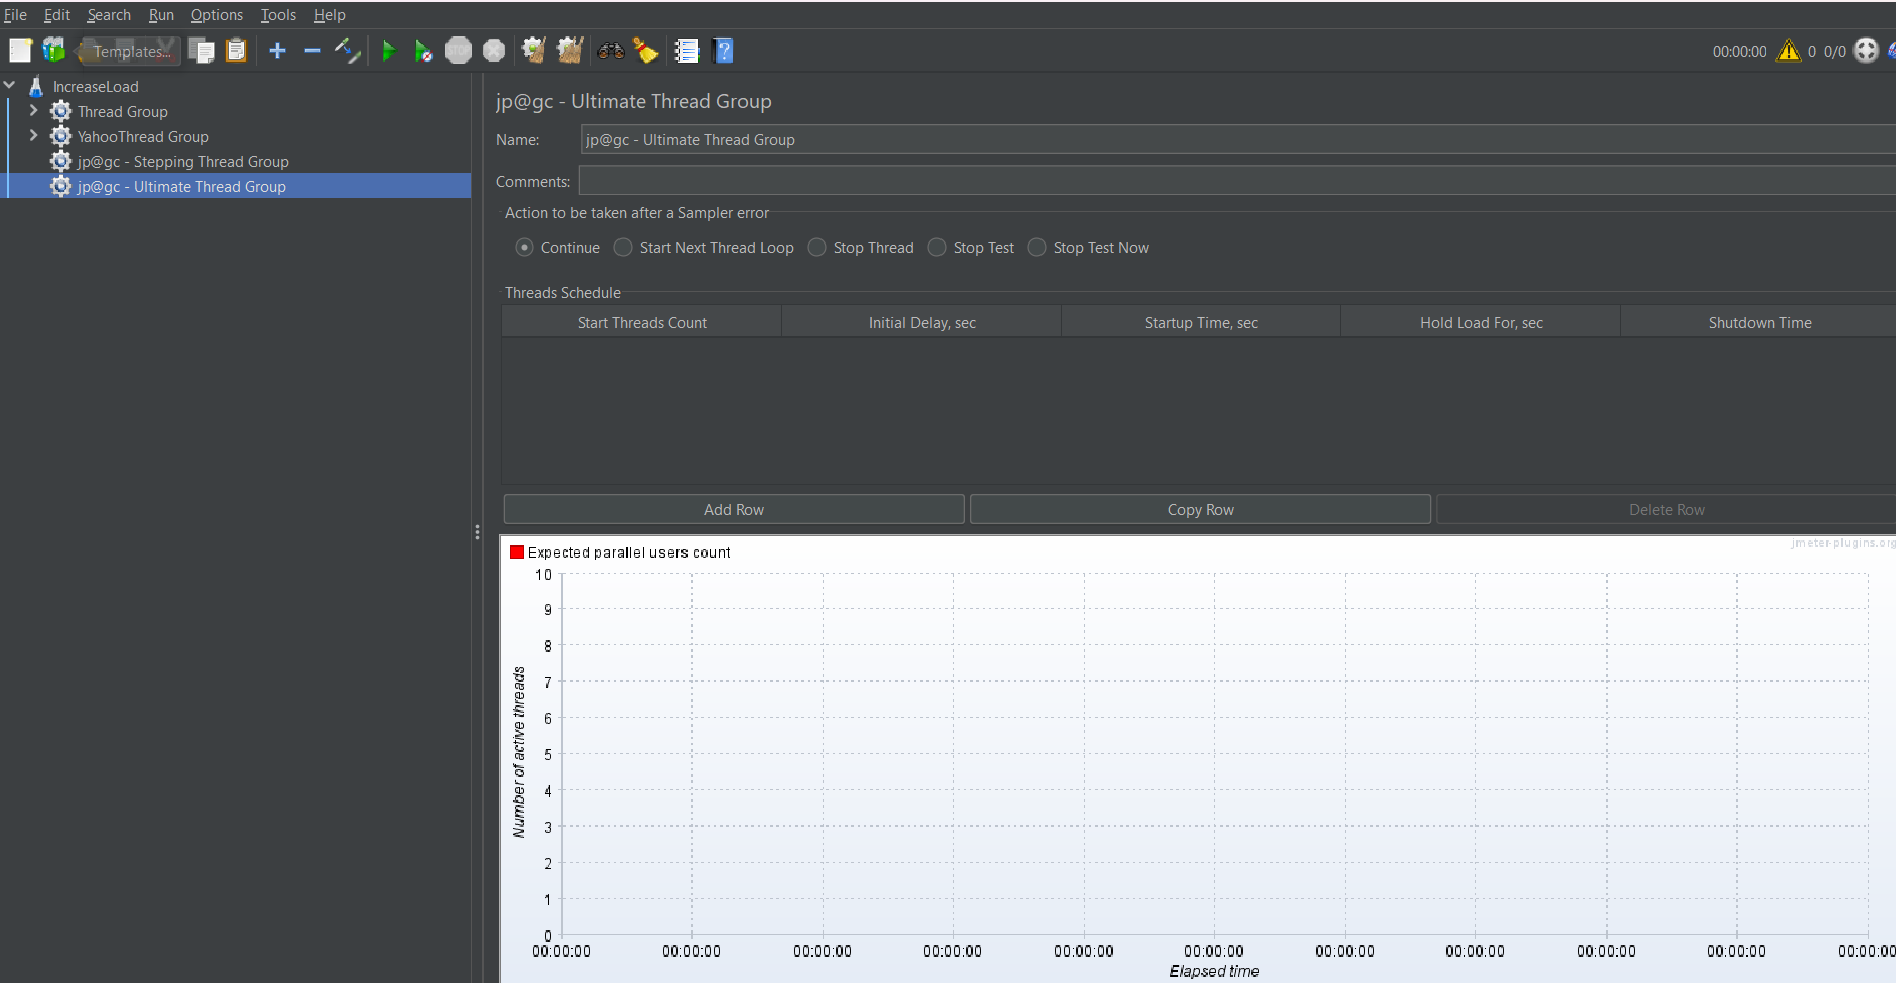 File Edit Search Run Options Tools Help
Templates...
STOP
?
00:00:00 0 0/0
IncreaseLoad
Thread Group
YahooThread Group
jp@gc - Stepping Thread Group
jp@gc - Ultimate Thread Group
jp@gc - Ultimate Thread Group
Name: jp@gc - Ultimate Thread Group
Comments:
Action to be taken after a Sampler error
Continue Start Next Thread Loop Stop Thread Stop Test Stop Test Now
Threads Schedule
Start Threads Count Initial Delay, sec Startup Time, sec Hold Load For, sec Shutdown Time
Add Row Copy Row Delete Row
Expected parallel users count
jmeter-plugins.org
10
9
8
7
6
5
4
3
2
1
0
Number of active threads
00:00:00 00:00:00 00:00:00 00:00:00 00:00:00 00:00:00 00:00:00 00:00:00 00:00:00 00:00:00 00:00:00
Elapsed time